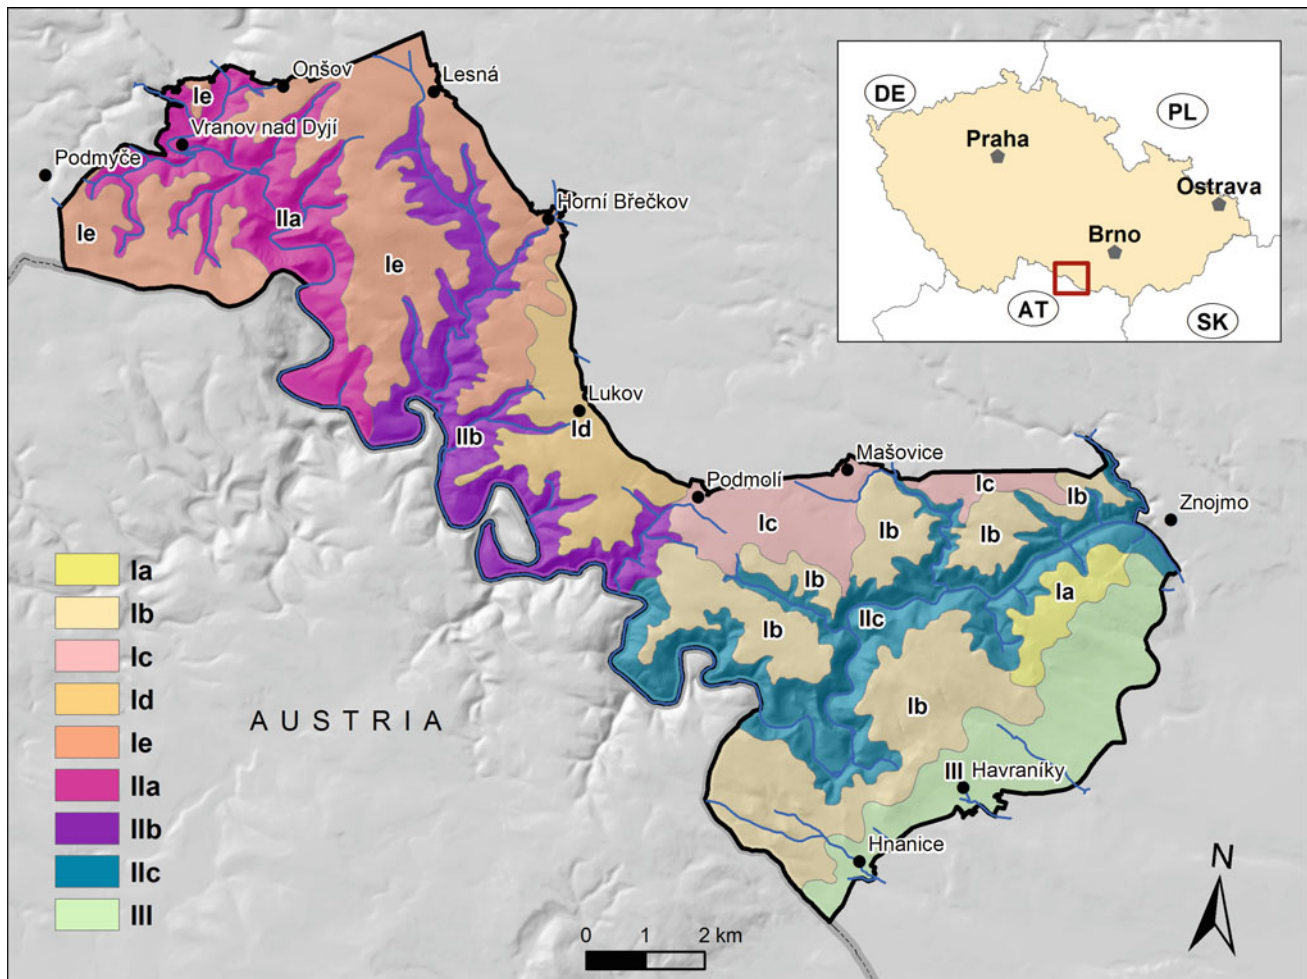 Onšov
Ie
Lesná
Vranov nad Dyjí
Podmyče
Horní Břečkov
IIa
Ie
Ie
Lukov
Id
IIb
Mašovice
Podmolí
Ic
Ib
Znojmo
Ic
Ib
Ib
Ib
Ia
IIc
Ib
Ib
III
Havraníky
Hnanice
AUSTRIA
DE
PL
Praha
Ostrava
Brno
AT
SK
Ia
Ib
Ic
Id
Ie
IIa
IIb
IIc
III
0 1 2 km
N